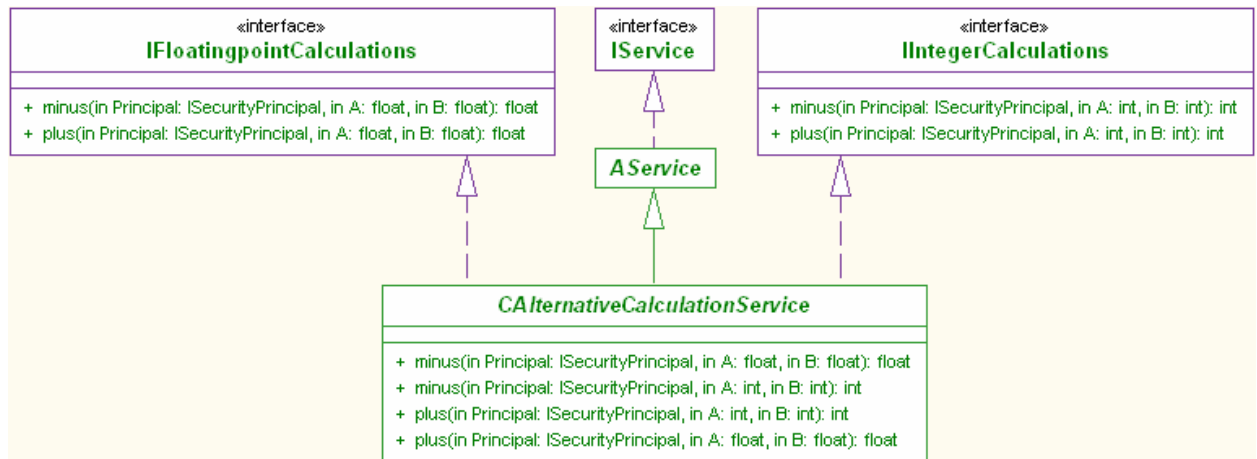 «interface»
IFloatingpointCalculations
+ minus(in Principal: ISecurityPrincipal, in A: float, in B: float): float
+ plus(in Principal: ISecurityPrincipal, in A: float, in B: float): float
«interface»
IService
«interface»
IIntegerCalculations
+ minus(in Principal: ISecurityPrincipal, in A: int, in B: int): int
+ plus(in Principal: ISecurityPrincipal, in A: int, in B: int): int
AService
CAlternativeCalculationService
+ minus(in Principal: ISecurityPrincipal, in A: float, in B: float): float
+ minus(in Principal: ISecurityPrincipal, in A: int, in B: int): int
+ plus(in Principal: ISecurityPrincipal, in A: int, in B: int): int
+ plus(in Principal: ISecurityPrincipal, in A: float, in B: float): float